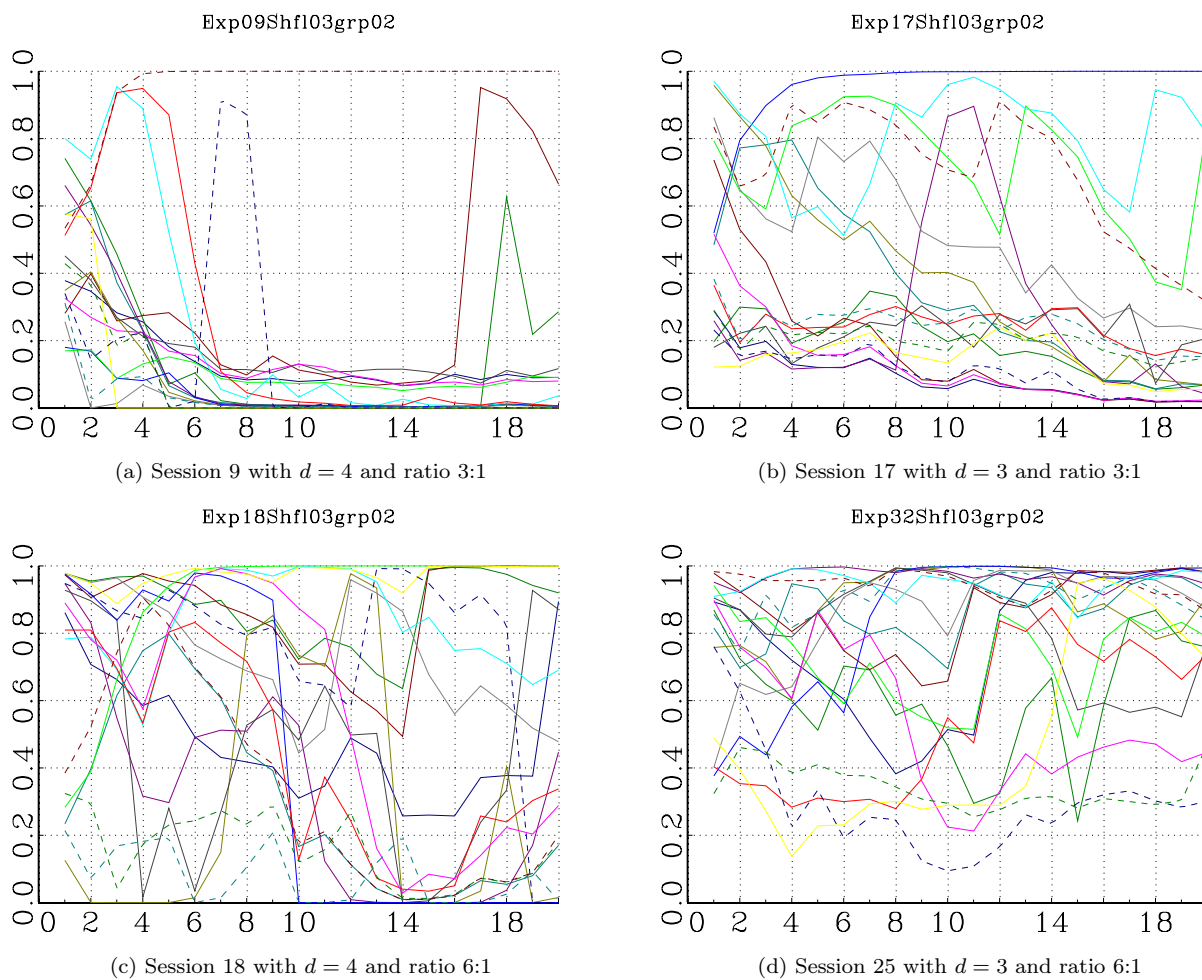 Exp09Shfl03grp02
Exp17Shfl03grp02
1.0
0.8
0.6
0.4
0.2
0.0
0 2 4 6 8 10 14 18
1.0
0.8
0.6
0.4
0.2
0.0
0 2 4 6 8 10 14 18
(a) Session 9 with d = 4 and ratio 3:1
(b) Session 17 with d = 3 and ratio 3:1
Exp18Shfl03grp02
Exp32Shfl03grp02
1.0
0.8
0.6
0.4
0.2
0.0
0 2 4 6 8 10 14 18
1.0
0.8
0.6
0.4
0.2
0.0
0 2 4 6 8 10 14 18
(c) Session 18 with d = 4 and ratio 6:1
(d) Session 25 with d = 3 and ratio 6:1